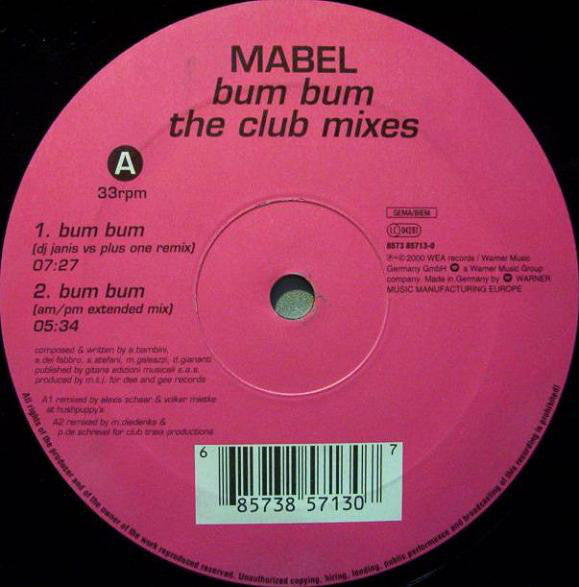 MABEL
bum bum
the club mixes
A
33rpm
1. bum bum
(dj janis vs plus one remix)
07:27
2. bum bum
(am/pm extended mix)
05:34
GEMA/BIEM
LC 04281
8573 85713-0
℗+© 2000 WEA records / Warner Music
Germany GmbH a Warner Music Group
company. Made in Germany by WARNER
MUSIC MANUFACTURING EUROPE
composed & written by a.bambini,
a.dei fabbro, s.stefani, m.galeazzi, d.giananti
published by gitana edizioni musicali s.a.s.
produced by m.s.j. for dee and gee records
A1 remixed by alexis schaar & volker mietke
at hushpuppy's
A2 remixed by m.diederiks &
p.de schrevel for club traxx productions
6 85738 57130 7
All rights of the producer and of the owner of the work reproduced reserved. Unauthorized copying, hiring, lending, public performance and broadcasting of this recording is prohibited!